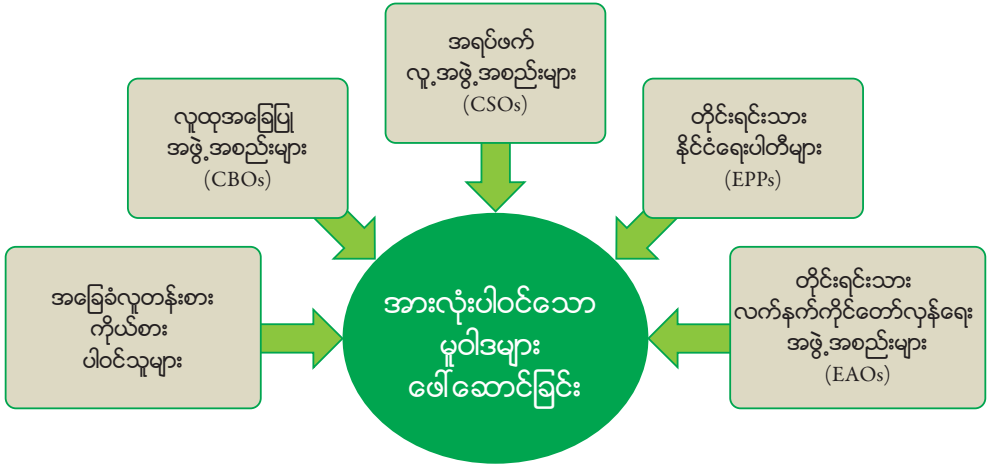 အရပ်ဖက်
လူ့အဖွဲ့အစည်းများ
(CSOs)
လူထုအခြေပြု
အဖွဲ့အစည်းများ
(CBOs)
တိုင်းရင်းသား
နိုင်ငံရေးပါတီများ
(EPPs)
အခြေခံလူတန်းစား
ကိုယ်စား
ပါဝင်သူများ
တိုင်းရင်းသား
လက်နက်ကိုင်တော်လှန်ရေး
အဖွဲ့အစည်းများ
(EAOs)
အားလုံးပါဝင်သော
မူဝါဒများ
ဖေါ်ဆောင်ခြင်း